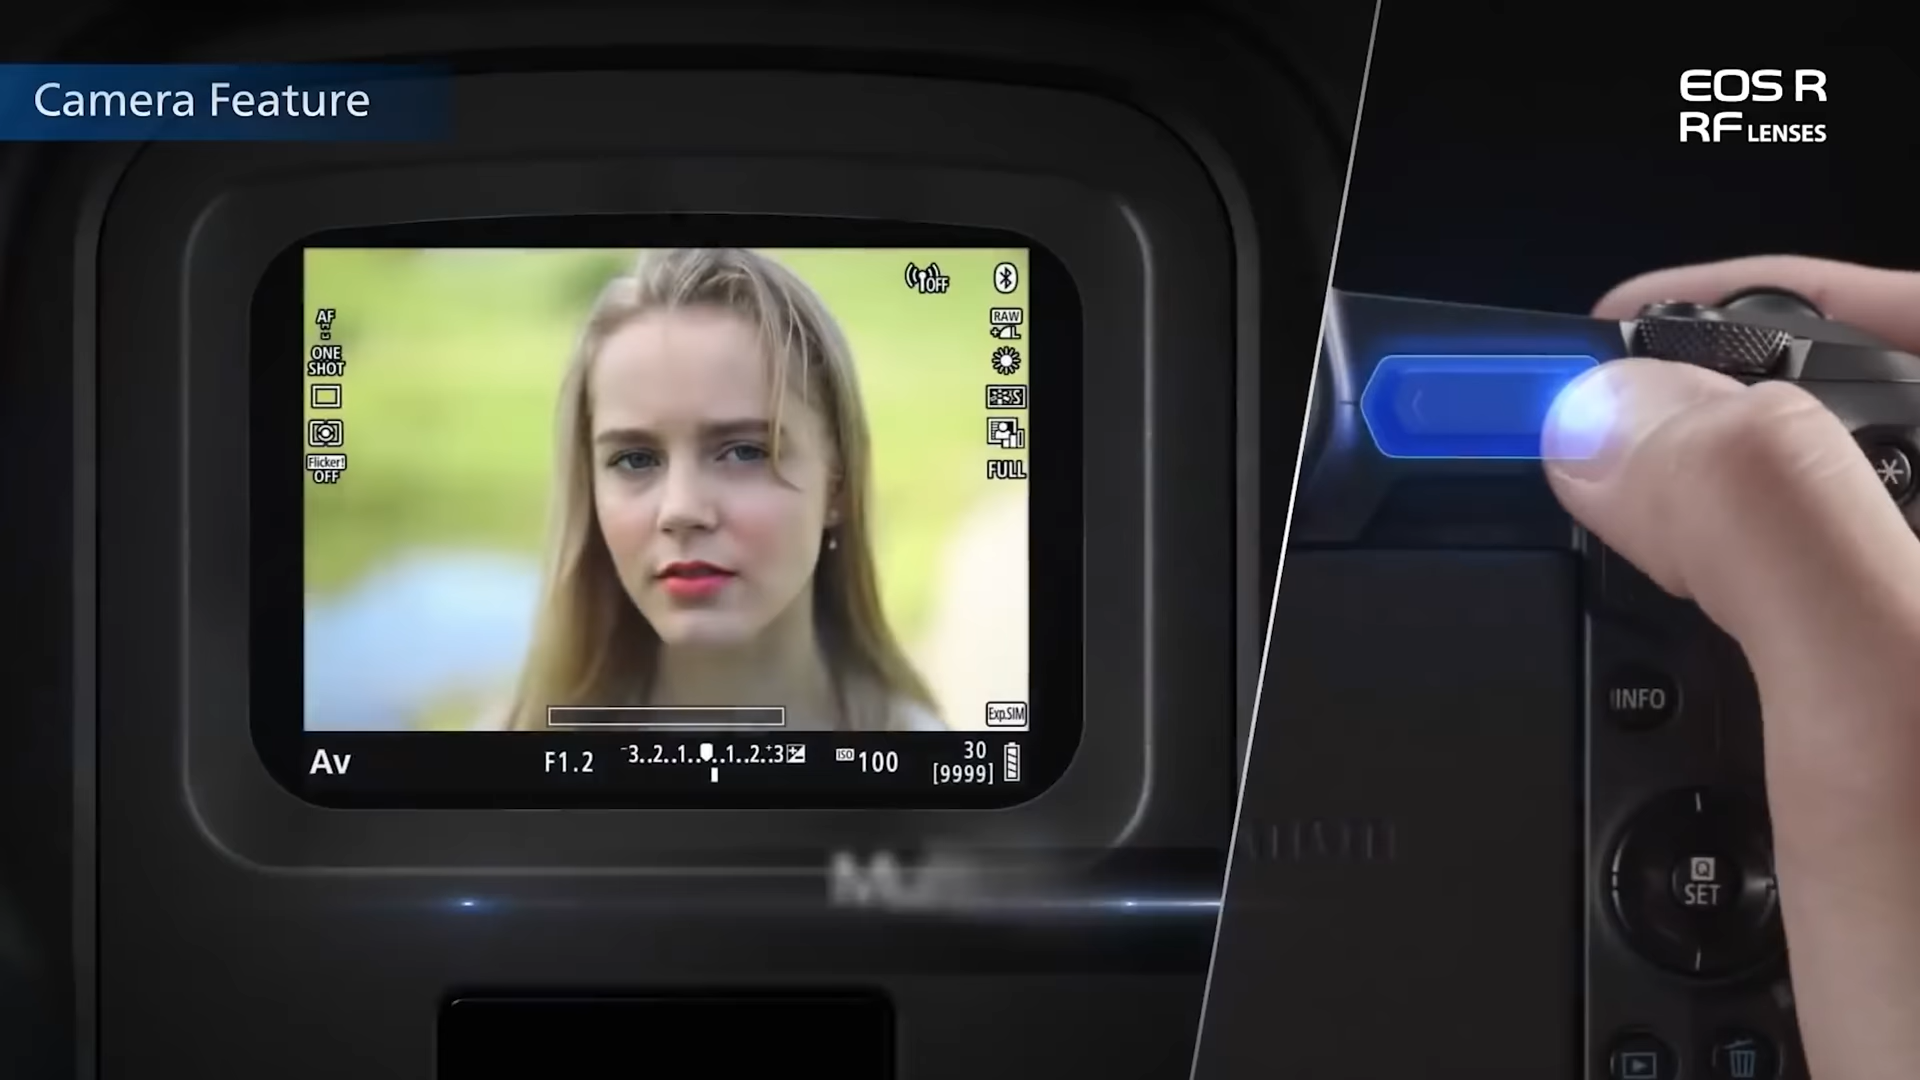 Camera Feature
EOS R
RF LENSES
OFF
AF
ONE
SHOT
Flicker!
OFF
RAW
+ L
S
FULL
Exp.SIM
Av
F1.2
-3..2..1....1..2..+3
ISO 100
30
[9999]
INFO
Q
SET